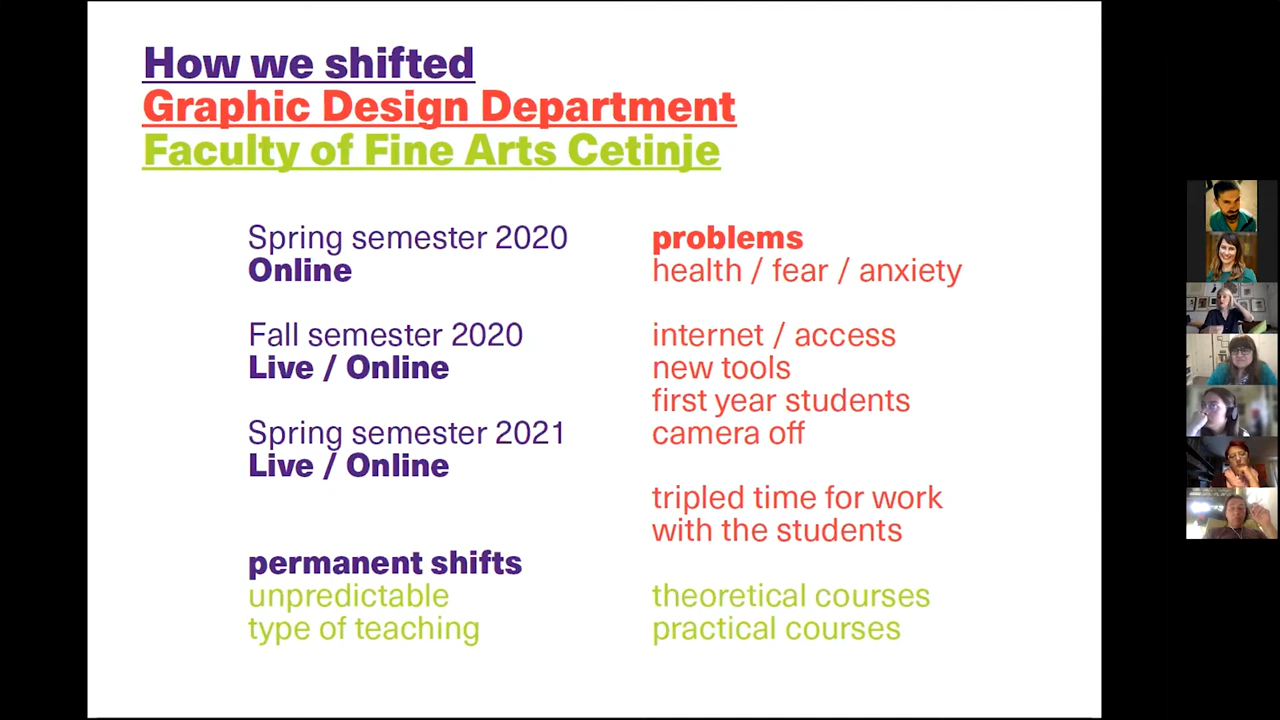 How we shifted
Graphic Design Department
Faculty of Fine Arts Cetinje
Spring semester 2020
Online
Fall semester 2020
Live / Online
Spring semester 2021
Live / Online
permanent shifts
unpredictable
type of teaching
problems
health / fear / anxiety
internet / access
new tools
first year students
camera off
tripled time for work
with the students
theoretical courses
practical courses